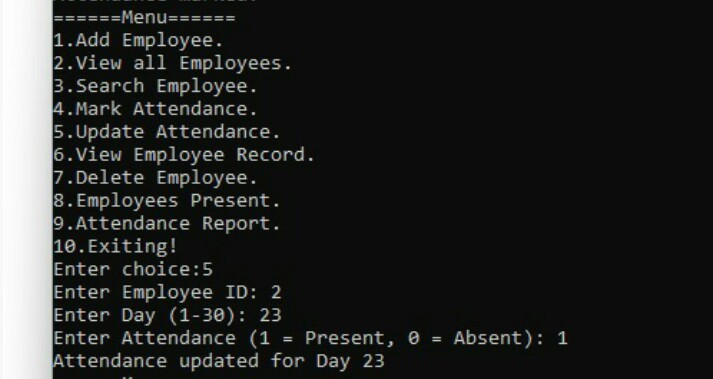 Attendance marked!
======Menu======
1.Add Employee.
2.View all Employees.
3.Search Employee.
4.Mark Attendance.
5.Update Attendance.
6.View Employee Record.
7.Delete Employee.
8.Employees Present.
9.Attendance Report.
10.Exiting!
Enter choice:5
Enter Employee ID: 2
Enter Day (1-30): 23
Enter Attendance (1 = Present, 0 = Absent): 1
Attendance updated for Day 23